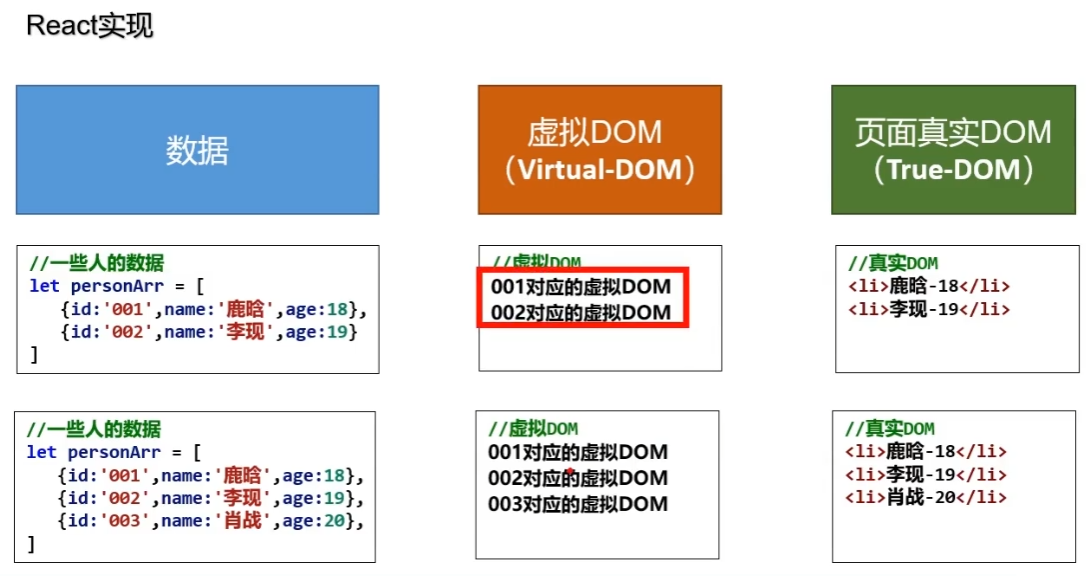 React实现
数据
虚拟DOM
（Virtual-DOM）
页面真实DOM
（True-DOM）
//一些人的数据
let personArr = [
{id:'001',name:'鹿晗',age:18},
{id:'002',name:'李现',age:19}
]
//虚拟DOM
001对应的虚拟DOM
002对应的虚拟DOM
//真实DOM
<li>鹿晗-18</li>
<li>李现-19</li>
//一些人的数据
let personArr = [
{id:'001',name:'鹿晗',age:18},
{id:'002',name:'李现',age:19},
{id:'003',name:'肖战',age:20},
]
//虚拟DOM
001对应的虚拟DOM
002对应的虚拟DOM
003对应的虚拟DOM
//真实DOM
<li>鹿晗-18</li>
<li>李现-19</li>
<li>肖战-20</li>